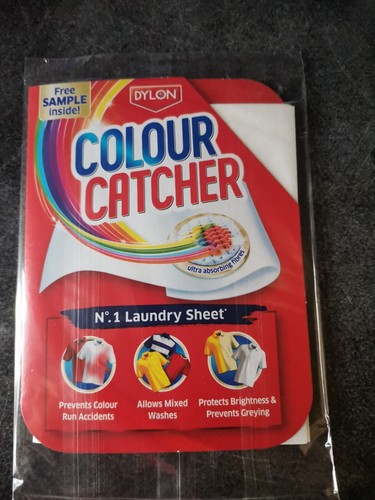 Free
SAMPLE
inside!
DYLON
COLOUR
CATCHER
ultra absorbing fibres
Nº.1 Laundry Sheet*
Prevents Colour
Run Accidents
Allows Mixed
Washes
Protects Brightness &
Prevents Greying